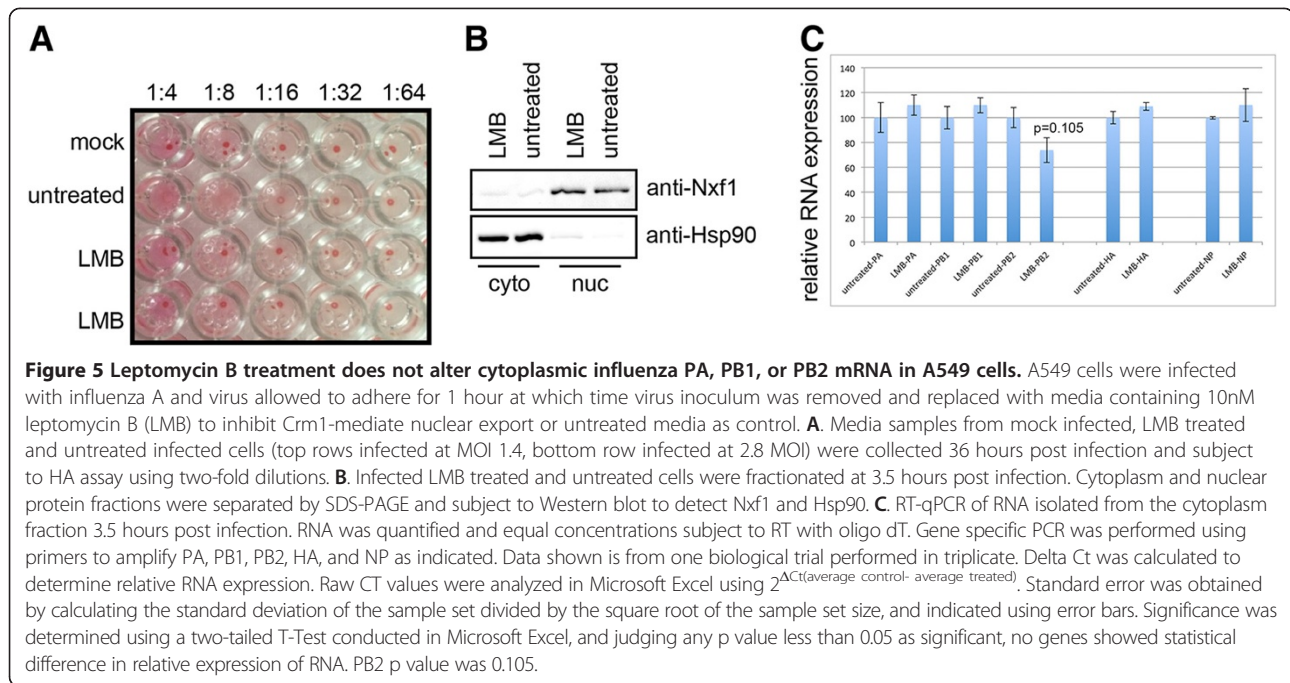 A
1:4 1:8 1:16 1:32 1:64
mock
untreated
LMB
LMB
B
LMB
untreated
LMB
untreated
anti-Nxf1
anti-Hsp90
cyto nuc
C
relative RNA expression
140
120
100
80
60
40
20
0
p=0.105
untreated-PA
LMB-PA
untreated-PB1
LMB-PB1
untreated-PB2
LMB-PB2
untreated-HA
LMB-HA
untreated-NP
LMB-NP
Figure 5 Leptomycin B treatment does not alter cytoplasmic influenza PA, PB1, or PB2 mRNA in A549 cells. A549 cells were infected
with influenza A and virus allowed to adhere for 1 hour at which time virus inoculum was removed and replaced with media containing 10nM
leptomycin B (LMB) to inhibit Crm1-mediate nuclear export or untreated media as control. A. Media samples from mock infected, LMB treated
and untreated infected cells (top rows infected at MOI 1.4, bottom row infected at 2.8 MOI) were collected 36 hours post infection and subject
to HA assay using two-fold dilutions. B. Infected LMB treated and untreated cells were fractionated at 3.5 hours post infection. Cytoplasm and nuclear
protein fractions were separated by SDS-PAGE and subject to Western blot to detect Nxf1 and Hsp90. C. RT-qPCR of RNA isolated from the cytoplasm
fraction 3.5 hours post infection. RNA was quantified and equal concentrations subject to RT with oligo dT. Gene specific PCR was performed using
primers to amplify PA, PB1, PB2, HA, and NP as indicated. Data shown is from one biological trial performed in triplicate. Delta Ct was calculated to
determine relative RNA expression. Raw CT values were analyzed in Microsoft Excel using 2^ΔCt(average control- average treated). Standard error was obtained
by calculating the standard deviation of the sample set divided by the square root of the sample set size, and indicated using error bars. Significance was
determined using a two-tailed T-Test conducted in Microsoft Excel, and judging any p value less than 0.05 as significant, no genes showed statistical
difference in relative expression of RNA. PB2 p value was 0.105.